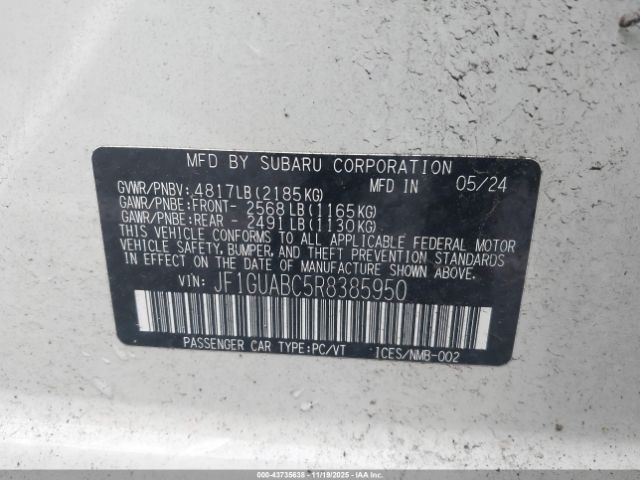 MFD BY SUBARU CORPORATION
GVWR/PNBV: 4817LB(2185KG) MFD IN 05/24
GAWR/PNBE:FRONT- 2568LB(1165KG)
GAWR/PNBE:REAR - 2491LB(1130KG)
THIS VEHICLE CONFORMS TO ALL APPLICABLE FEDERAL MOTOR
VEHICLE SAFETY, BUMPER, AND THEFT PREVENTION STANDARDS
IN EFFECT ON THE DATE OF MANUFACTURE SHOWN ABOVE.
VIN: JF1GUABC5R8385950
PASSENGER CAR TYPE:PC/VT ICES/NMB-002
000-43735638 - 11/19/2025 - IAAI.COM